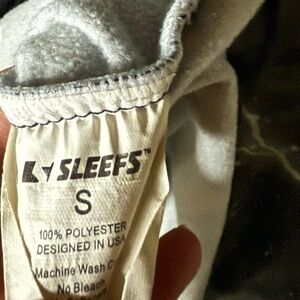 SLEEFS™
S
100% POLYESTER
DESIGNED IN USA
Machine Wash
No Bleach